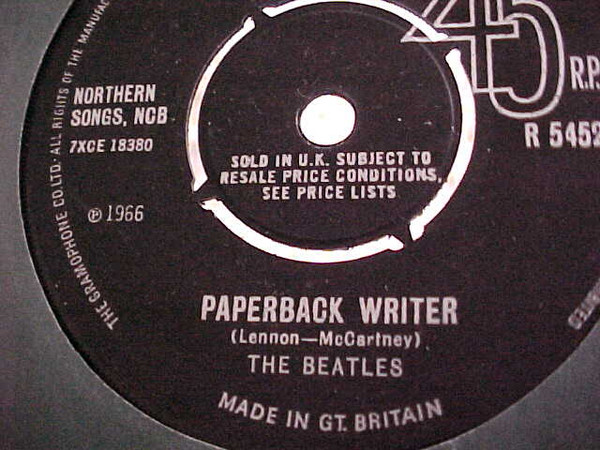 THE GRAMOPHONE CO. LTD. · ALL RIGHTS OF THE
45
R.P.
R 5452
NORTHERN
SONGS, NCB
7XCE 18380
℗ 1966
SOLD IN U.K. SUBJECT TO
RESALE PRICE CONDITIONS,
SEE PRICE LISTS
PAPERBACK WRITER
(Lennon—McCartney)
THE BEATLES
MADE IN GT. BRITAIN